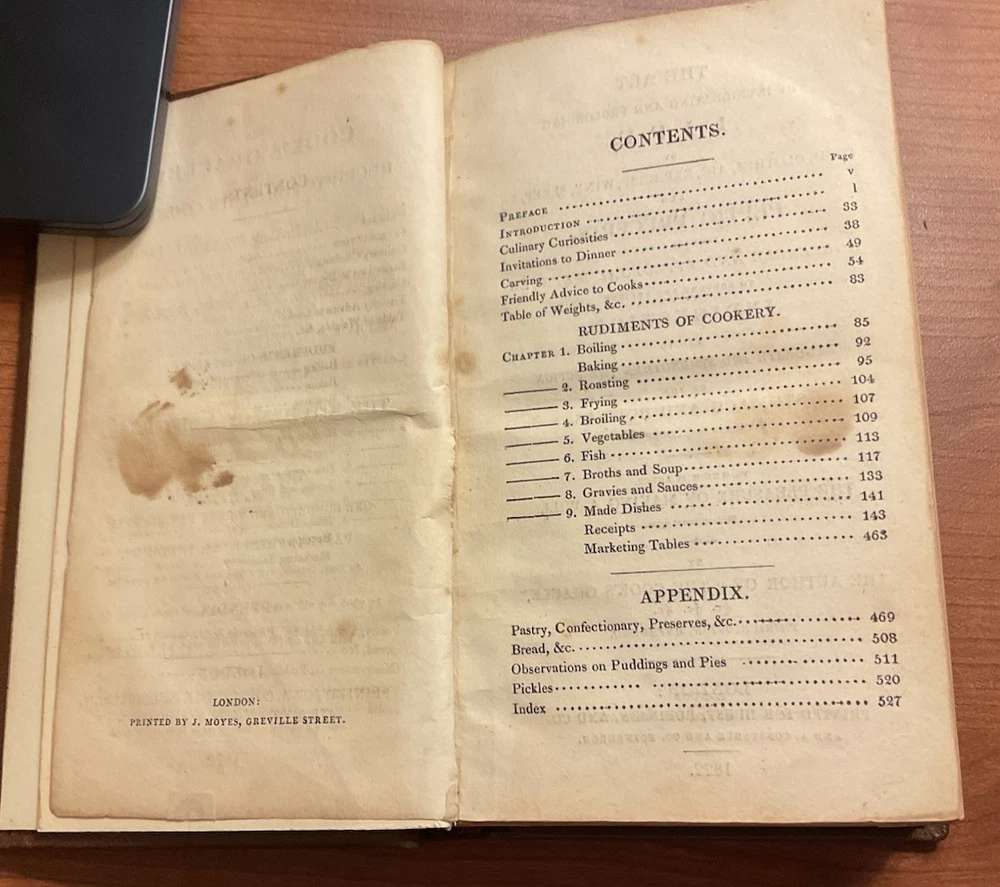 LONDON:
PRINTED BY J. MOYES, GREVILLE STREET.
CONTENTS.
Page
PREFACE v
INTRODUCTION 1
Culinary Curiosities 33
Invitations to Dinner 38
Carving 49
Friendly Advice to Cooks 54
Table of Weights, &c. 83
RUDIMENTS OF COOKERY.
CHAPTER 1. Boiling 85
Baking 92
2. Roasting 95
3. Frying 104
4. Broiling 107
5. Vegetables 109
6. Fish 113
7. Broths and Soup 117
8. Gravies and Sauces 133
9. Made Dishes 141
Receipts 143
Marketing Tables 463
APPENDIX.
Pastry, Confectionary, Preserves, &c. 469
Bread, &c. 508
Observations on Puddings and Pies 511
Pickles 520
Index 527